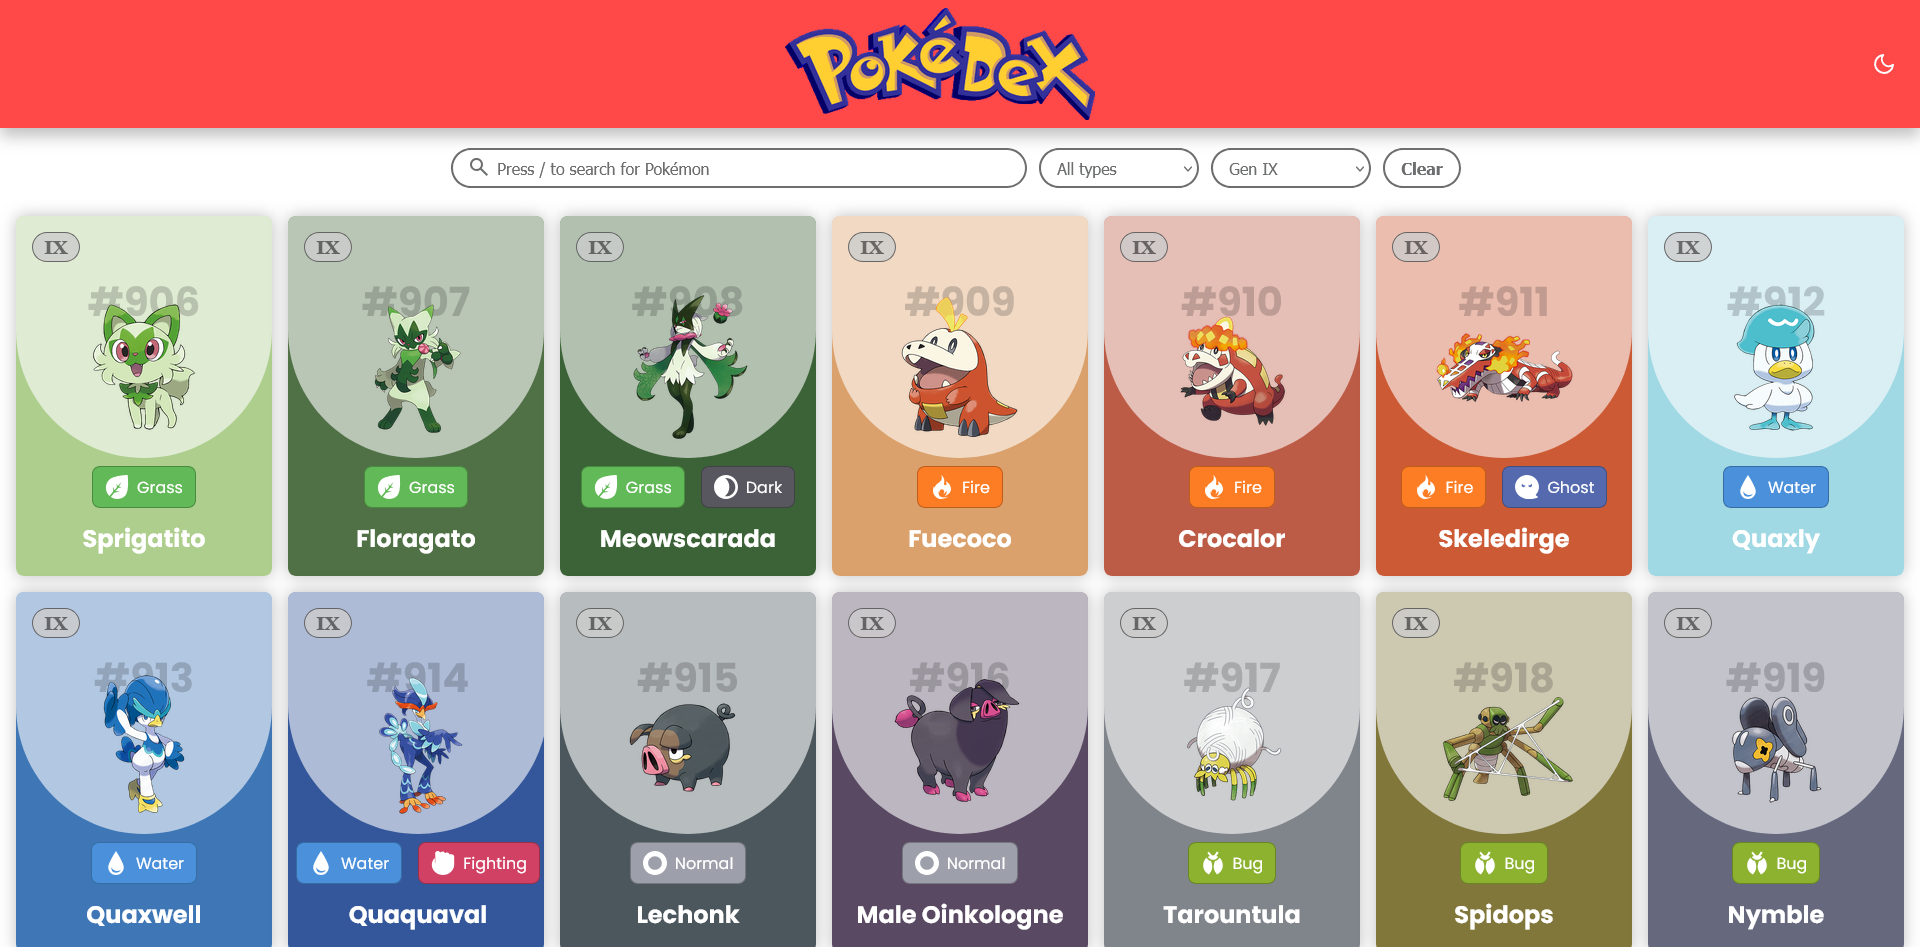 PokéDex
Press / to search for Pokémon
All types
Gen IX
Clear
IX
IX
IX
IX
IX
IX
IX
#906
#907
#908
#909
#910
#911
#912
Grass
Grass
Grass
Dark
Fire
Fire
Fire
Ghost
Water
Sprigatito
Floragato
Meowscarada
Fuecoco
Crocalor
Skeledirge
Quaxly
IX
IX
IX
IX
IX
IX
IX
#913
#914
#915
#916
#917
#918
#919
Water
Water
Fighting
Normal
Normal
Bug
Bug
Bug
Quaxwell
Quaquaval
Lechonk
Male Oinkologne
Tarountula
Spidops
Nymble